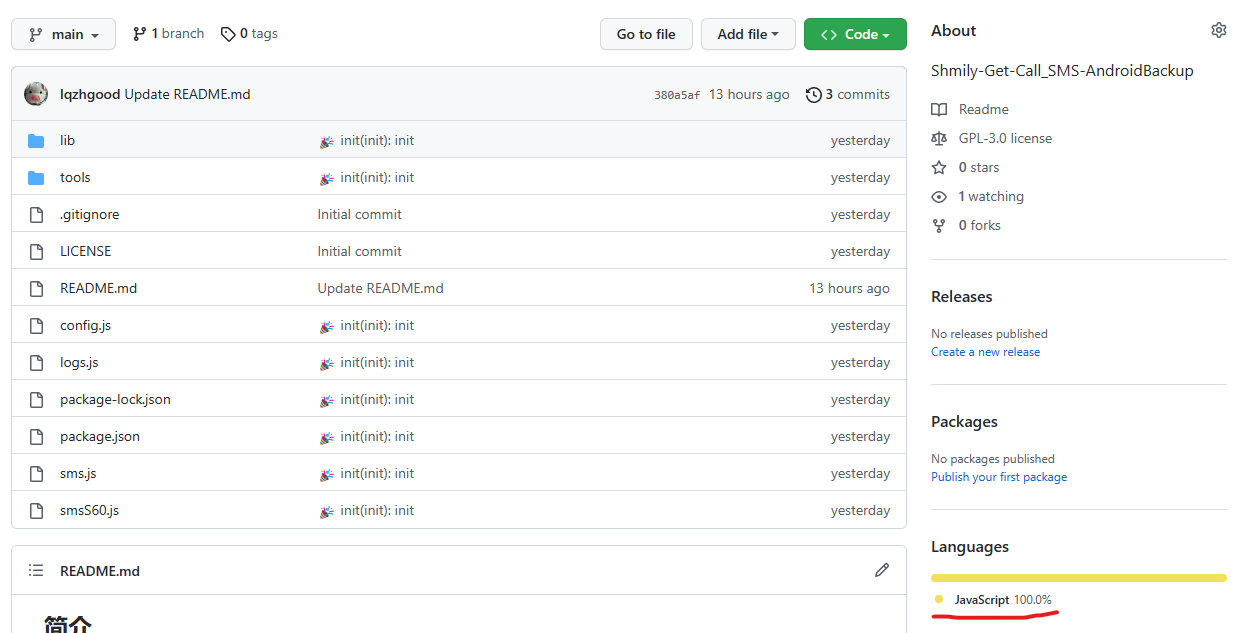 main 1 branch 0 tags Go to file Add file Code
lqzhgood Update README.md 380a5af 13 hours ago 3 commits
lib init(init): init yesterday
tools init(init): init yesterday
.gitignore Initial commit yesterday
LICENSE Initial commit yesterday
README.md Update README.md 13 hours ago
config.js init(init): init yesterday
logs.js init(init): init yesterday
package-lock.json init(init): init yesterday
package.json init(init): init yesterday
sms.js init(init): init yesterday
smsS60.js init(init): init yesterday
README.md
简介
About
Shmily-Get-Call_SMS-AndroidBackup
Readme
GPL-3.0 license
0 stars
1 watching
0 forks
Releases
No releases published
Create a new release
Packages
No packages published
Publish your first package
Languages
JavaScript 100.0%